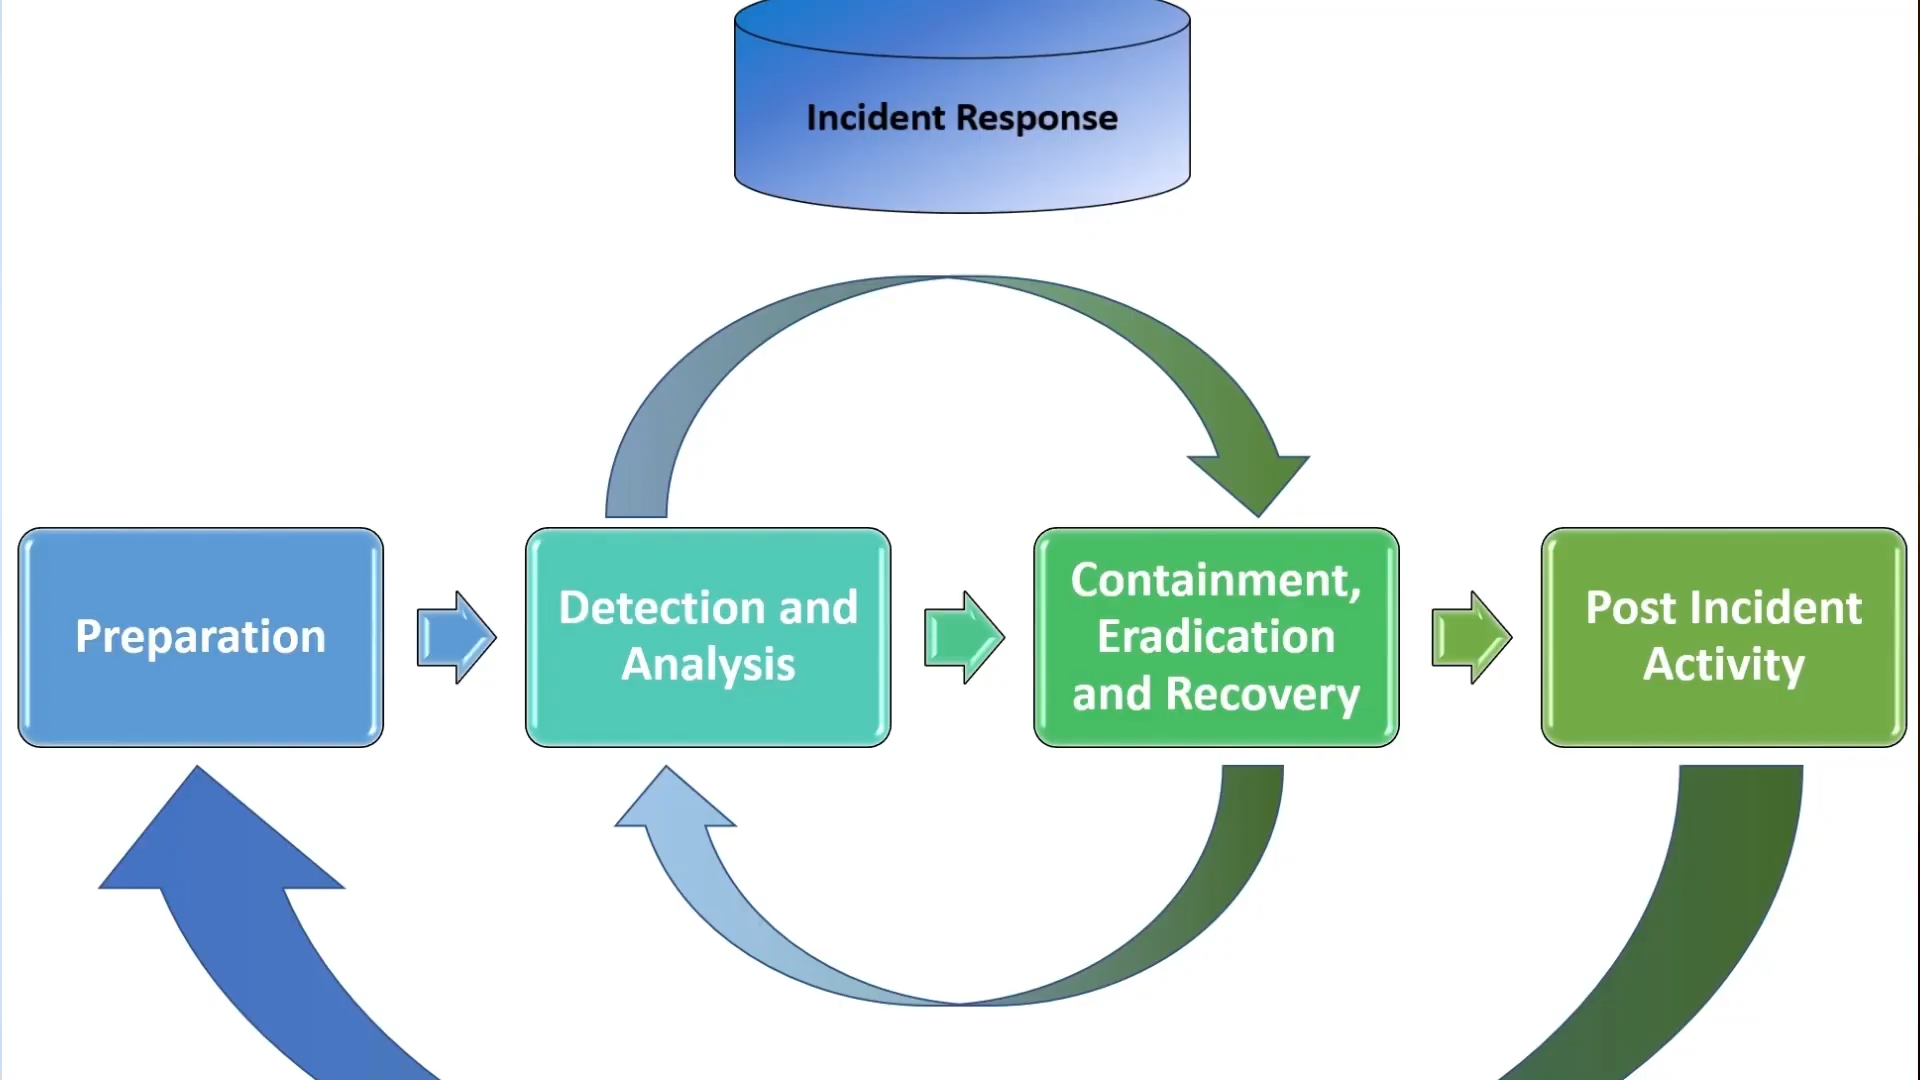 Incident Response
Preparation
Detection and
Analysis
Containment,
Eradication
and Recovery
Post Incident
Activity